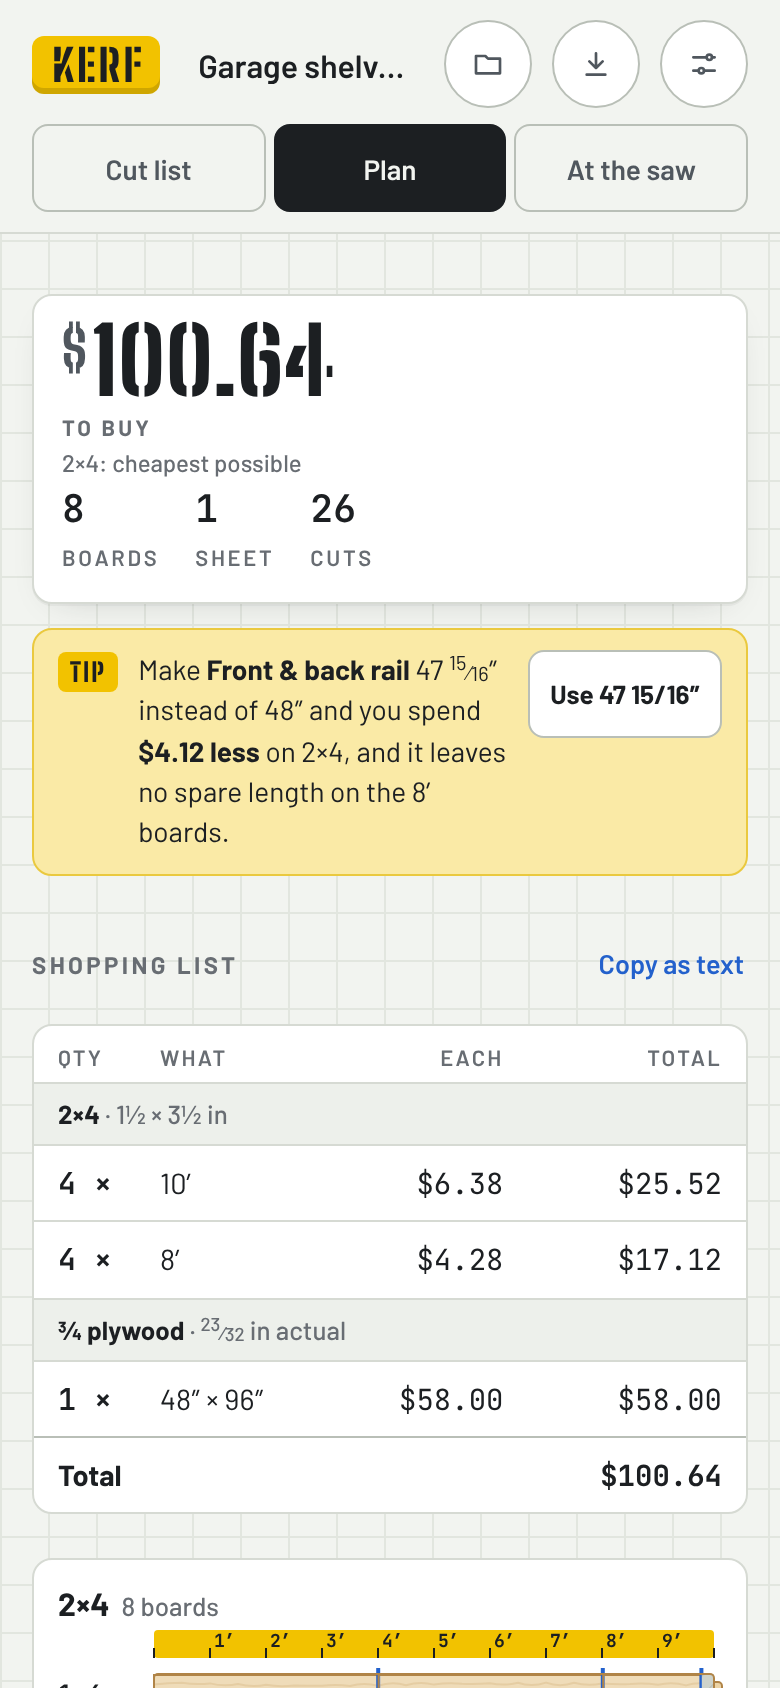 KERF
Garage shelv...
Cut list
Plan
At the saw
$100.64
TO BUY
2×4: cheapest possible
8 1 26
BOARDS SHEET CUTS
TIP
Make Front & back rail 47 15⁄16″
instead of 48″ and you spend
$4.12 less on 2×4, and it leaves
no spare length on the 8′
boards.
Use 47 15/16″
SHOPPING LIST
Copy as text
QTY WHAT EACH TOTAL
2×4 · 1½ × 3½ in
4 × 10′ $6.38 $25.52
4 × 8′ $4.28 $17.12
¾ plywood · 23⁄32 in actual
1 × 48″ × 96″ $58.00 $58.00
Total $100.64
2×4 8 boards
1′ 2′ 3′ 4′ 5′ 6′ 7′ 8′ 9′